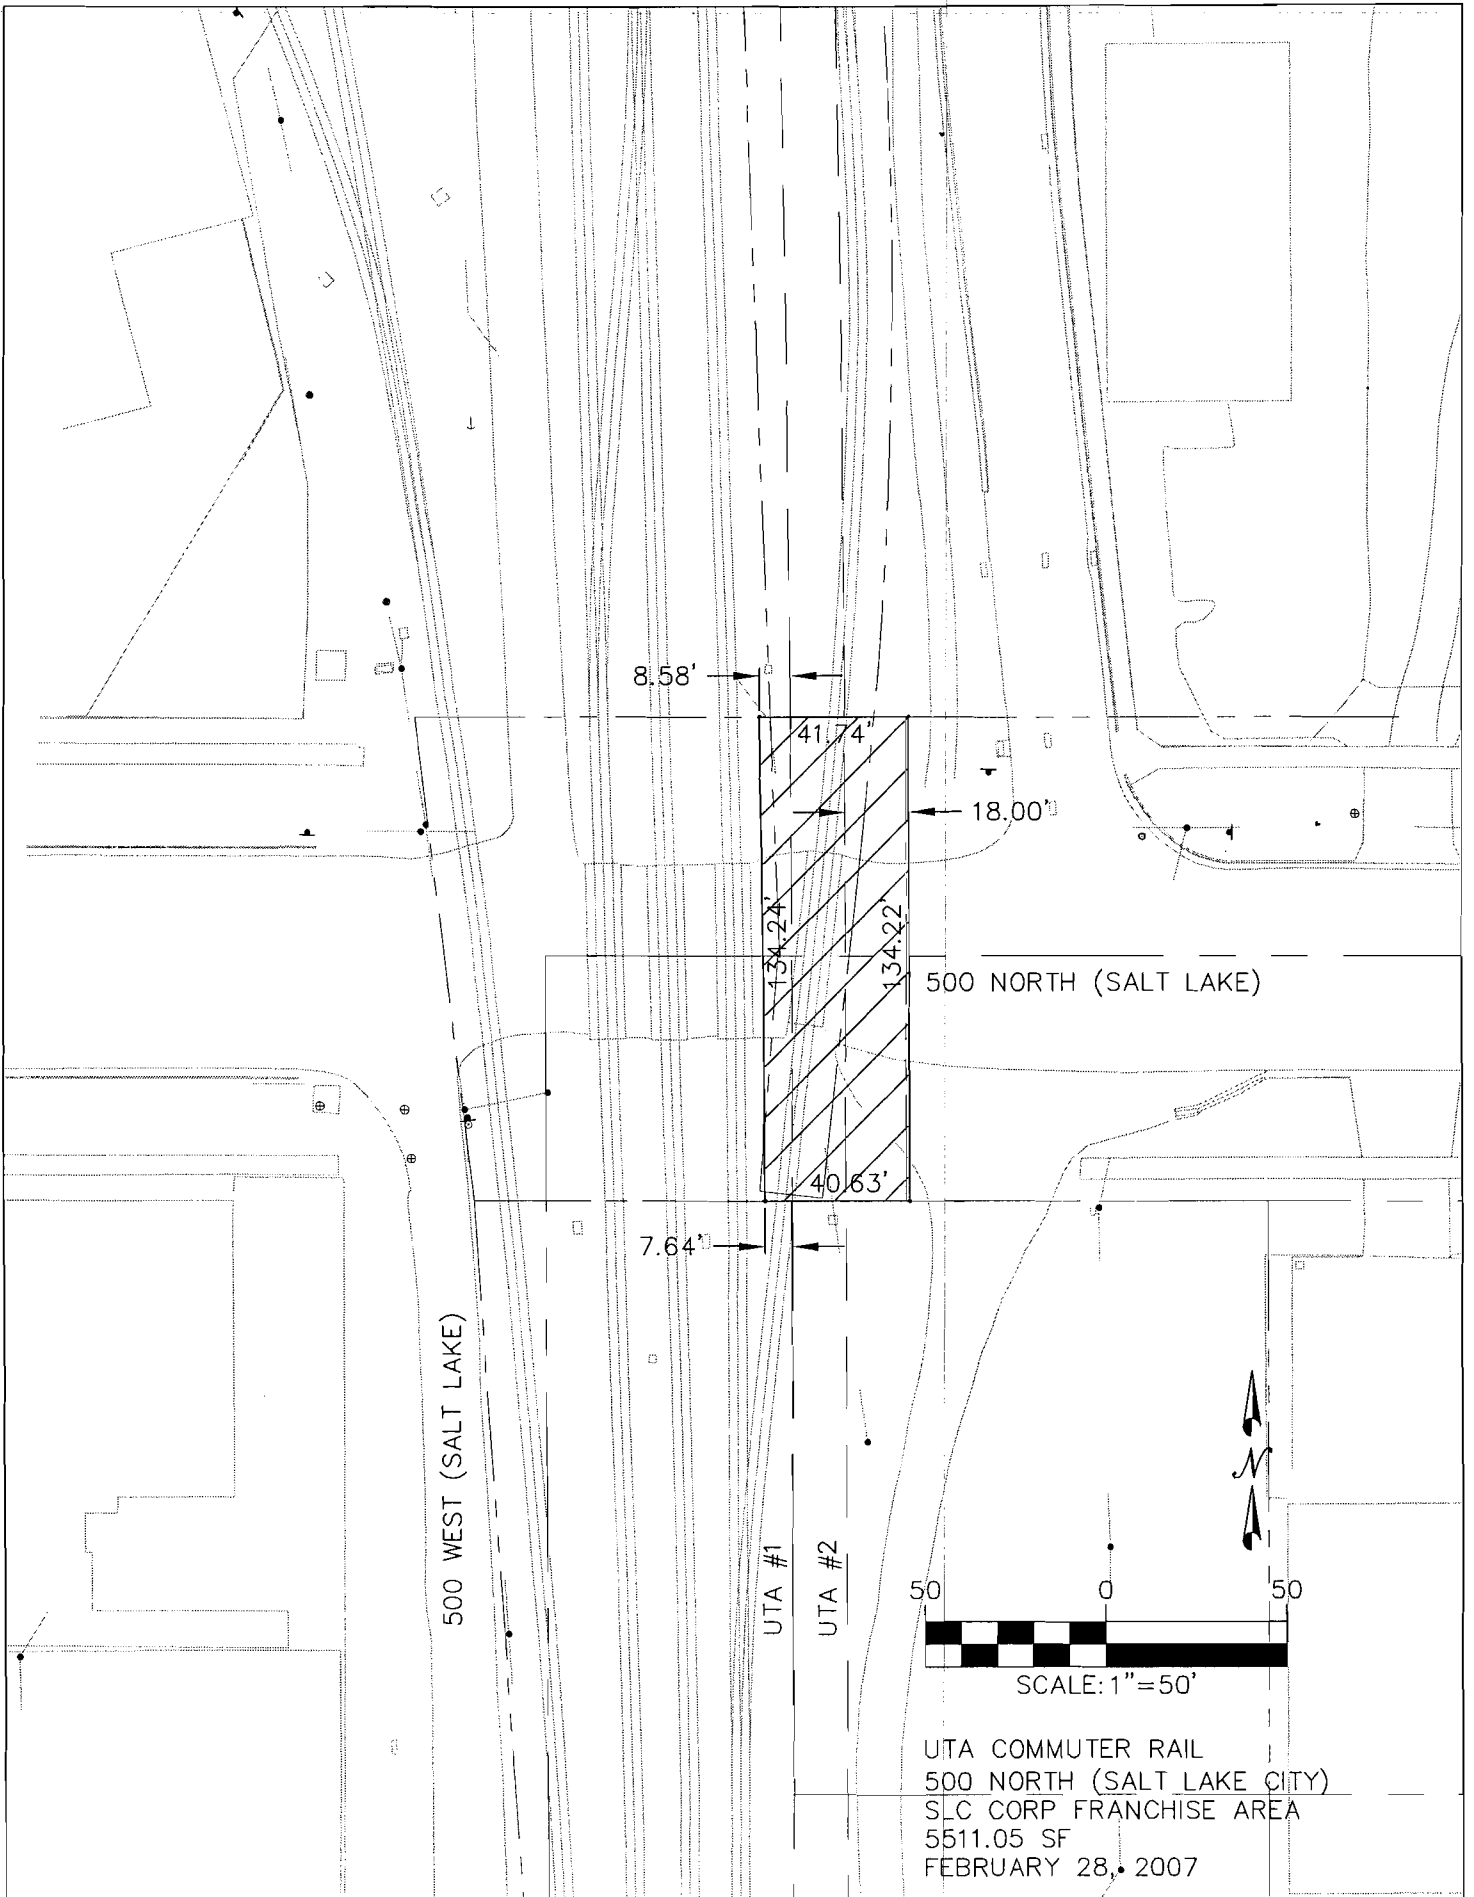 8.58'
41.74'
18.00'
134.24'
134.22'
500 NORTH (SALT LAKE)
40.63'
7.64'
500 WEST (SALT LAKE)
UTA #1
UTA #2
N
50 0 50
SCALE: 1"=50'
UTA COMMUTER RAIL
500 NORTH (SALT LAKE CITY)
SLC CORP FRANCHISE AREA
5511.05 SF
FEBRUARY 28, 2007